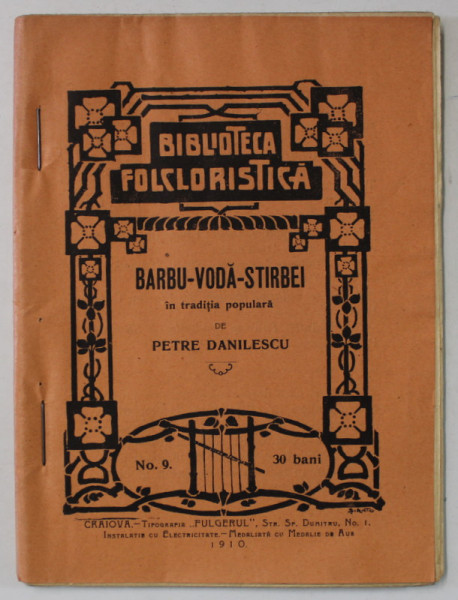 BIBLIOTECA
FOLCLORISTICĂ
BARBU-VODĂ-STIRBEI
în tradiția populară
DE
PETRE DANILESCU
No. 9.
30 bani
CRAIOVA.—Tipografia „FULGERUL”, Str. Sf. Dumitru, No. 1.
Instalație cu Electricitate.—Medaliată cu Medalie de Aur
1910.